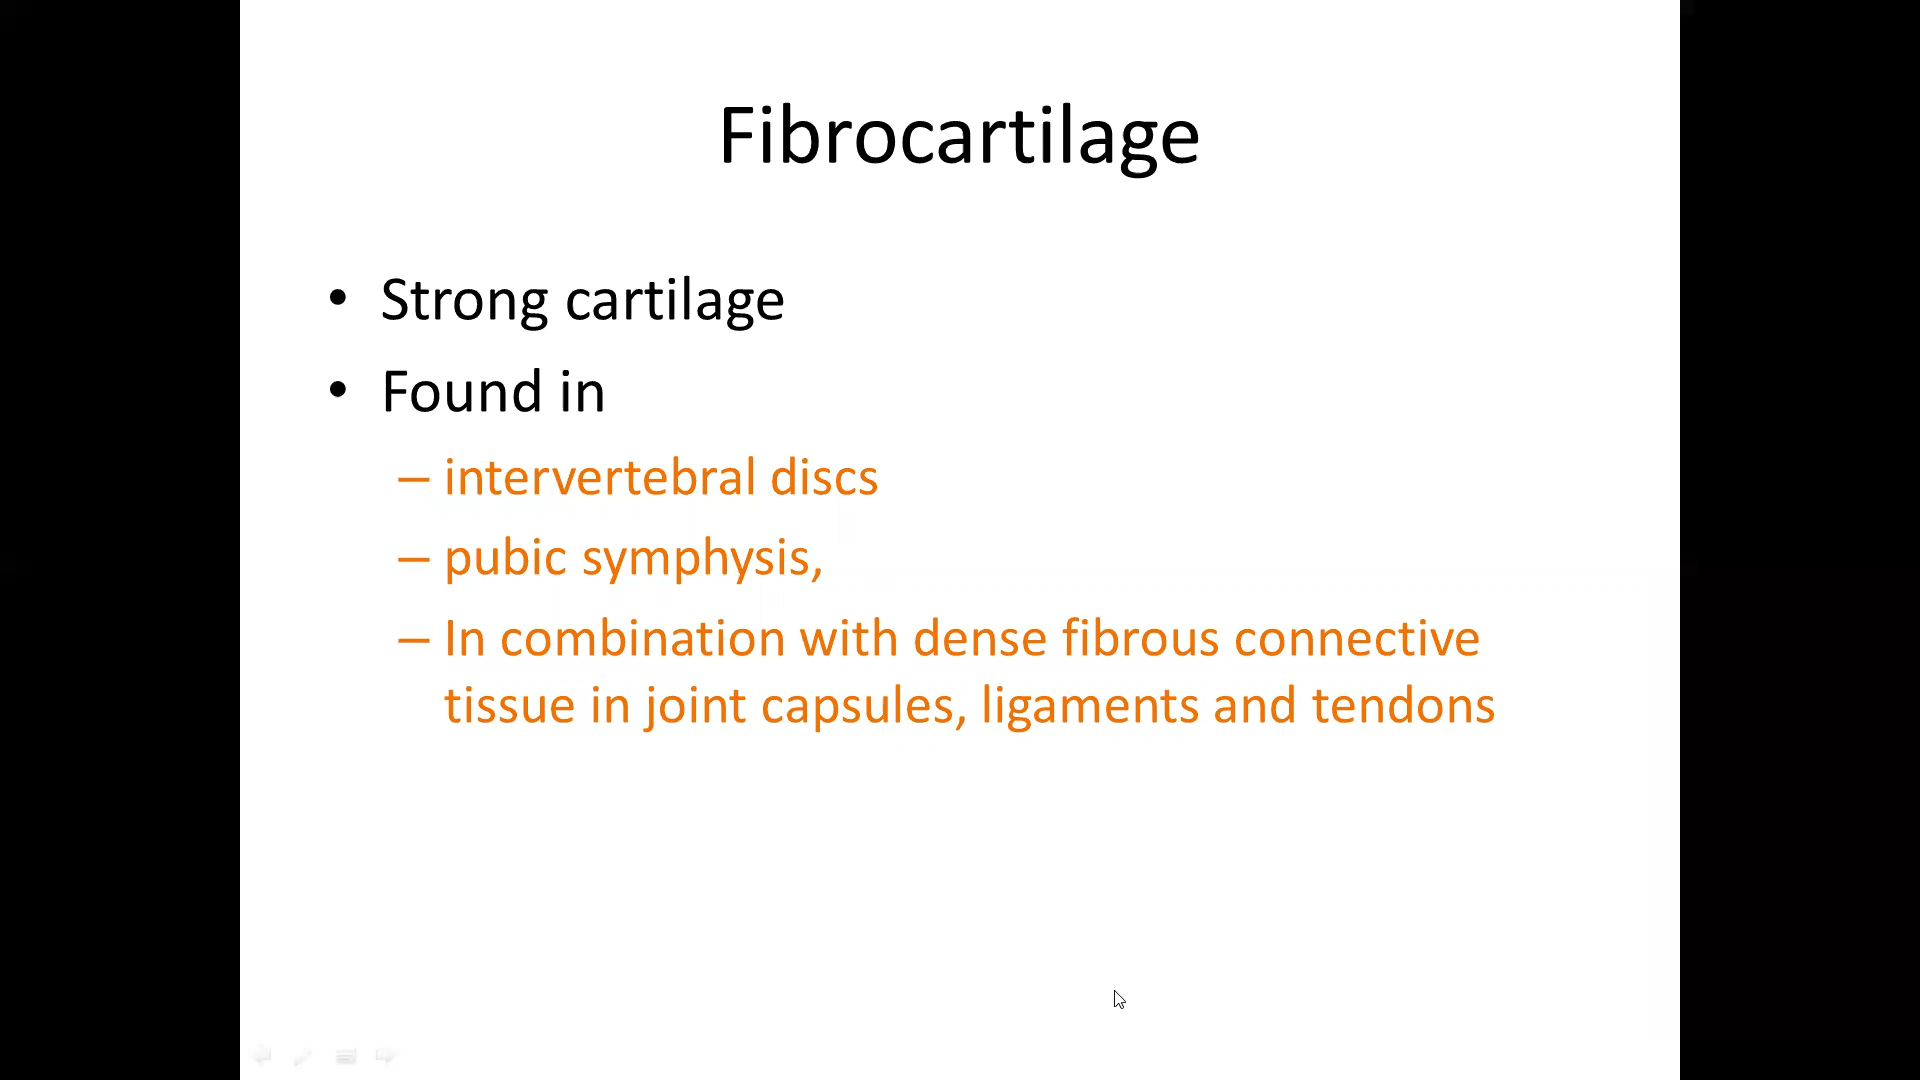 Fibrocartilage
• Strong cartilage
• Found in
– intervertebral discs
– pubic symphysis,
– In combination with dense fibrous connective
tissue in joint capsules, ligaments and tendons